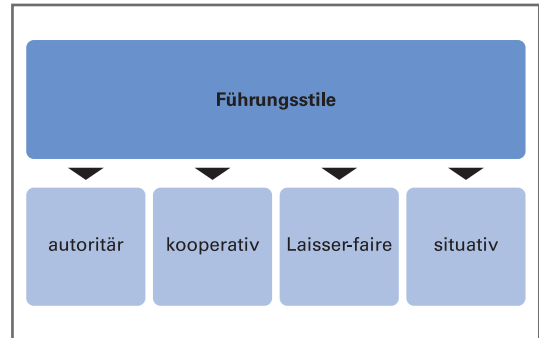 Führungsstile
autoritär
kooperativ
Laisser-faire
situativ